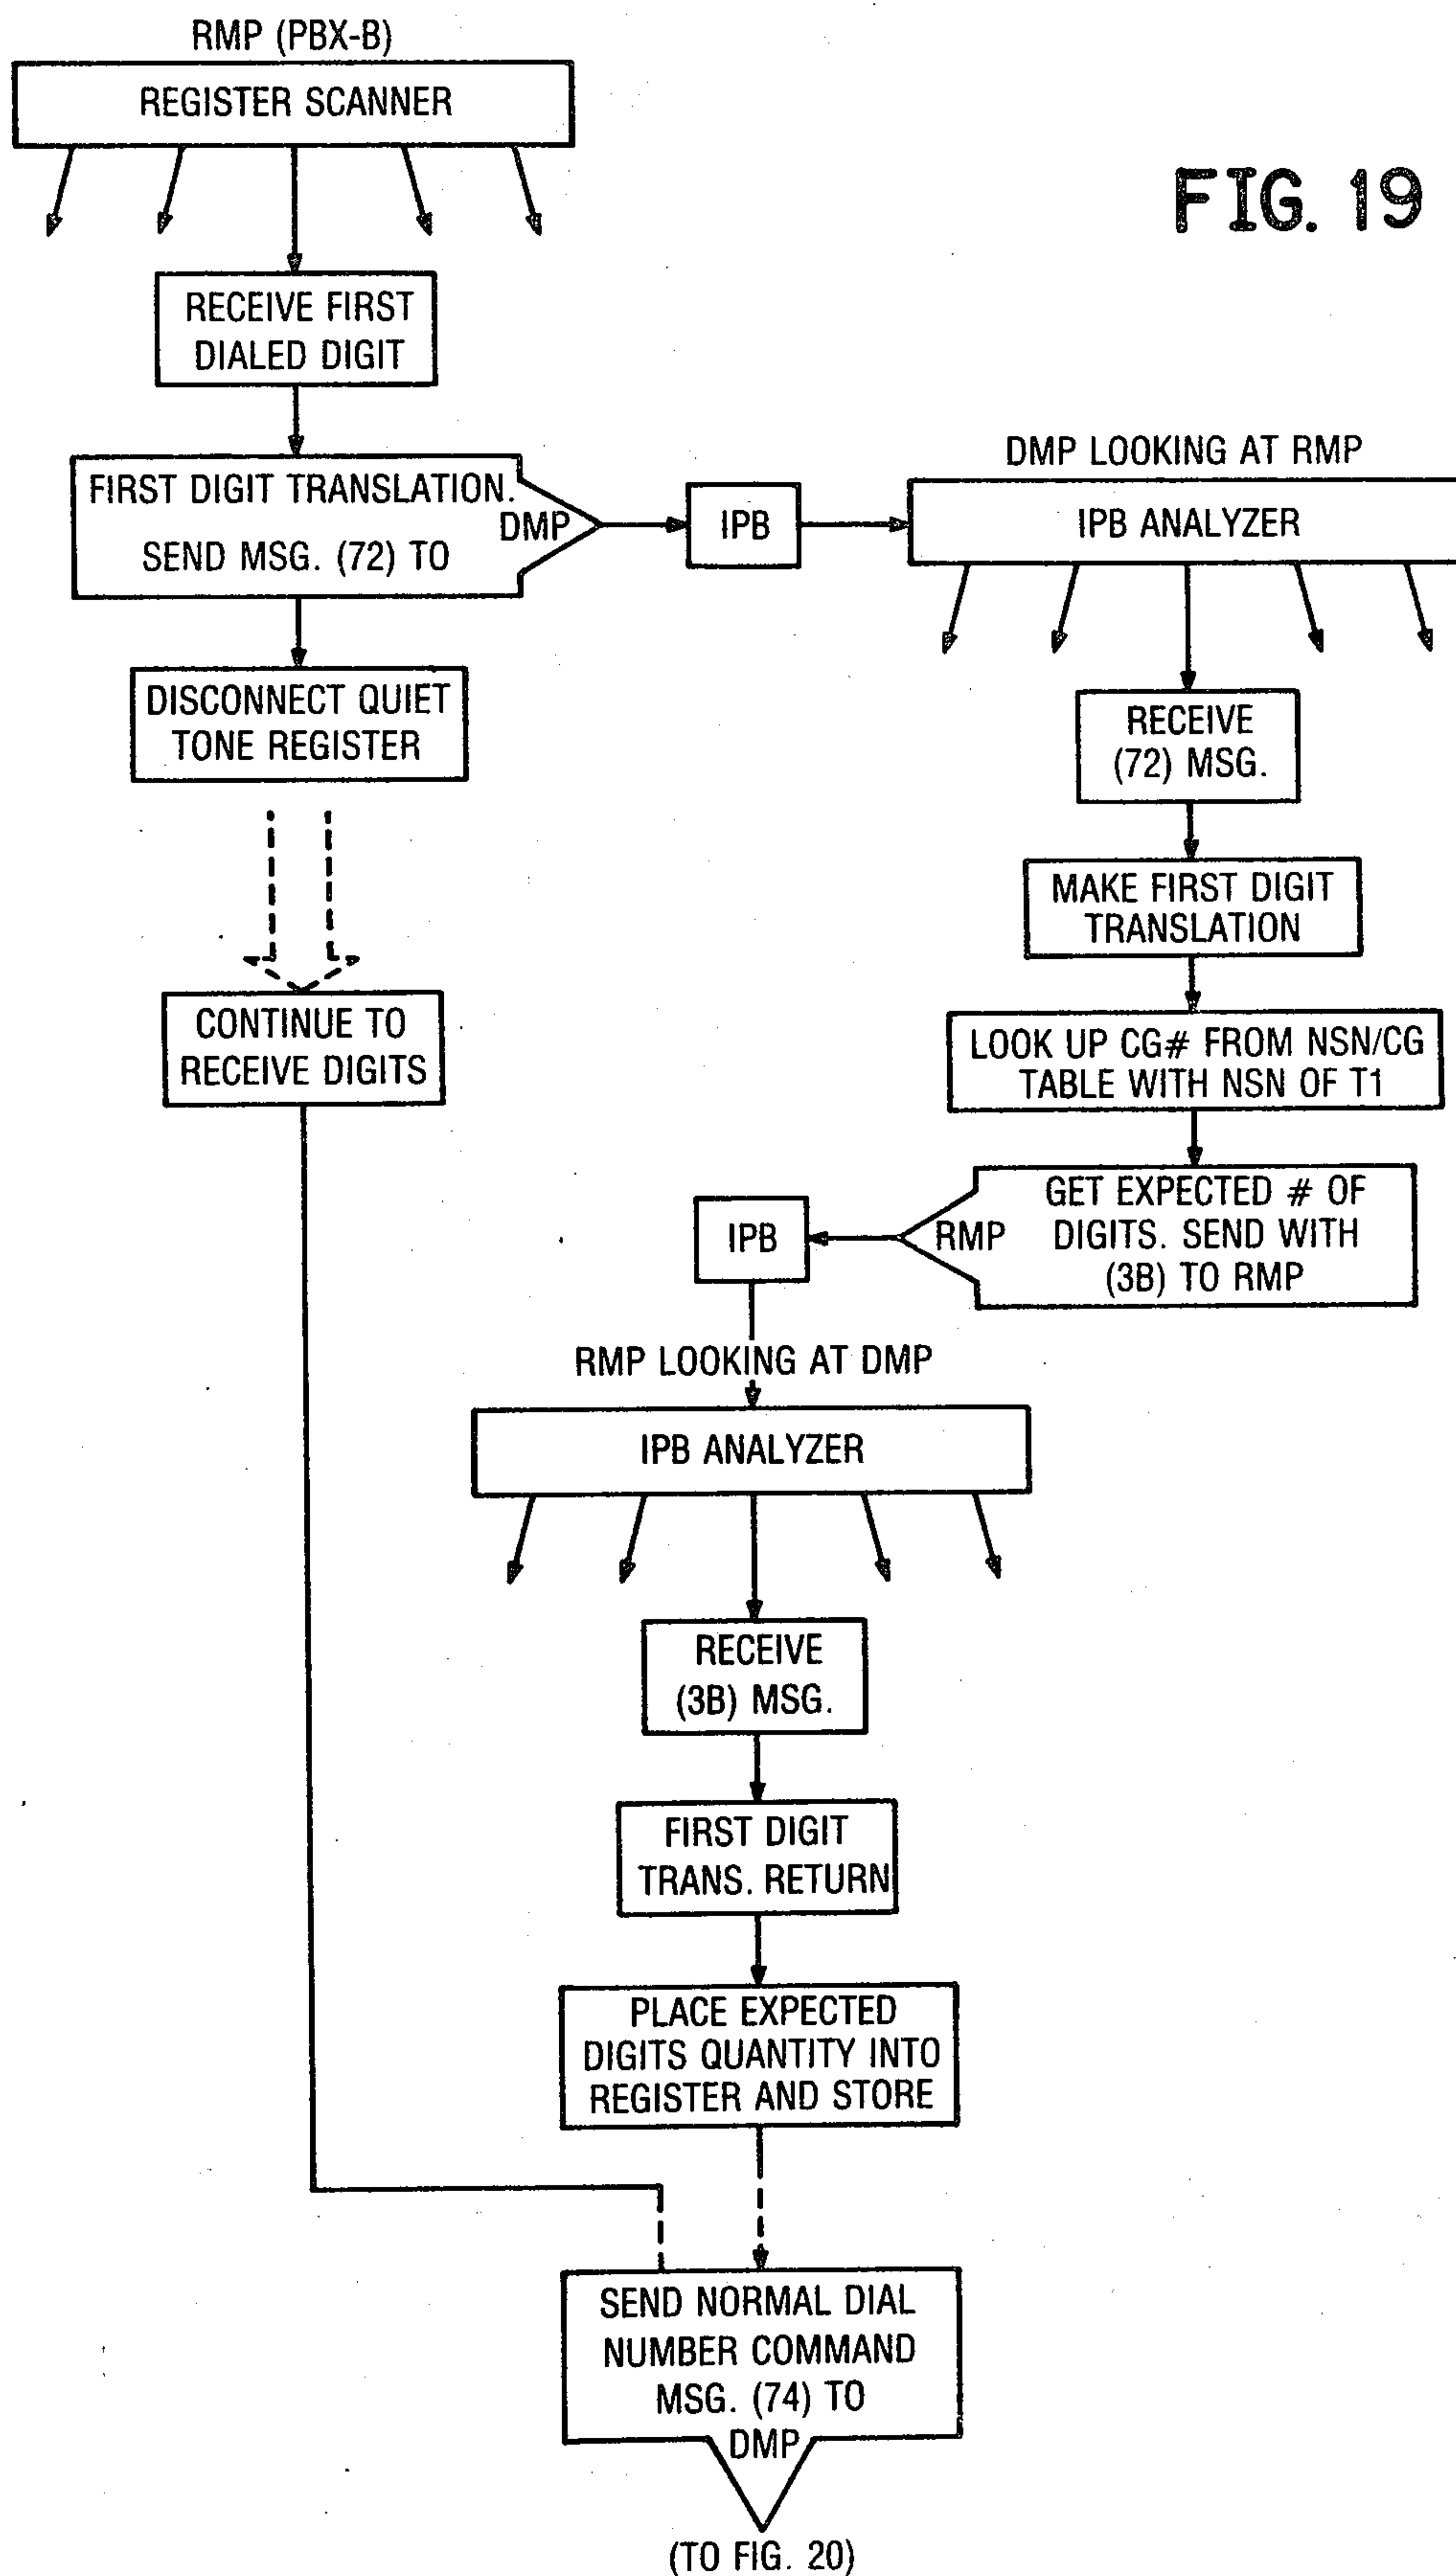 RMP (PBX-B)
REGISTER SCANNER
FIG. 19
RECEIVE FIRST
DIALED DIGIT
FIRST DIGIT TRANSLATION.
SEND MSG. (72) TO
DMP
IPB
DMP LOOKING AT RMP
IPB ANALYZER
DISCONNECT QUIET
TONE REGISTER
RECEIVE
(72) MSG.
MAKE FIRST DIGIT
TRANSLATION
CONTINUE TO
RECEIVE DIGITS
LOOK UP CG# FROM NSN/CG
TABLE WITH NSN OF T1
GET EXPECTED # OF
DIGITS. SEND WITH
(3B) TO RMP
RMP
IPB
RMP LOOKING AT DMP
IPB ANALYZER
RECEIVE
(3B) MSG.
FIRST DIGIT
TRANS. RETURN
PLACE EXPECTED
DIGITS QUANTITY INTO
REGISTER AND STORE
SEND NORMAL DIAL
NUMBER COMMAND
MSG. (74) TO
DMP
(TO FIG. 20)